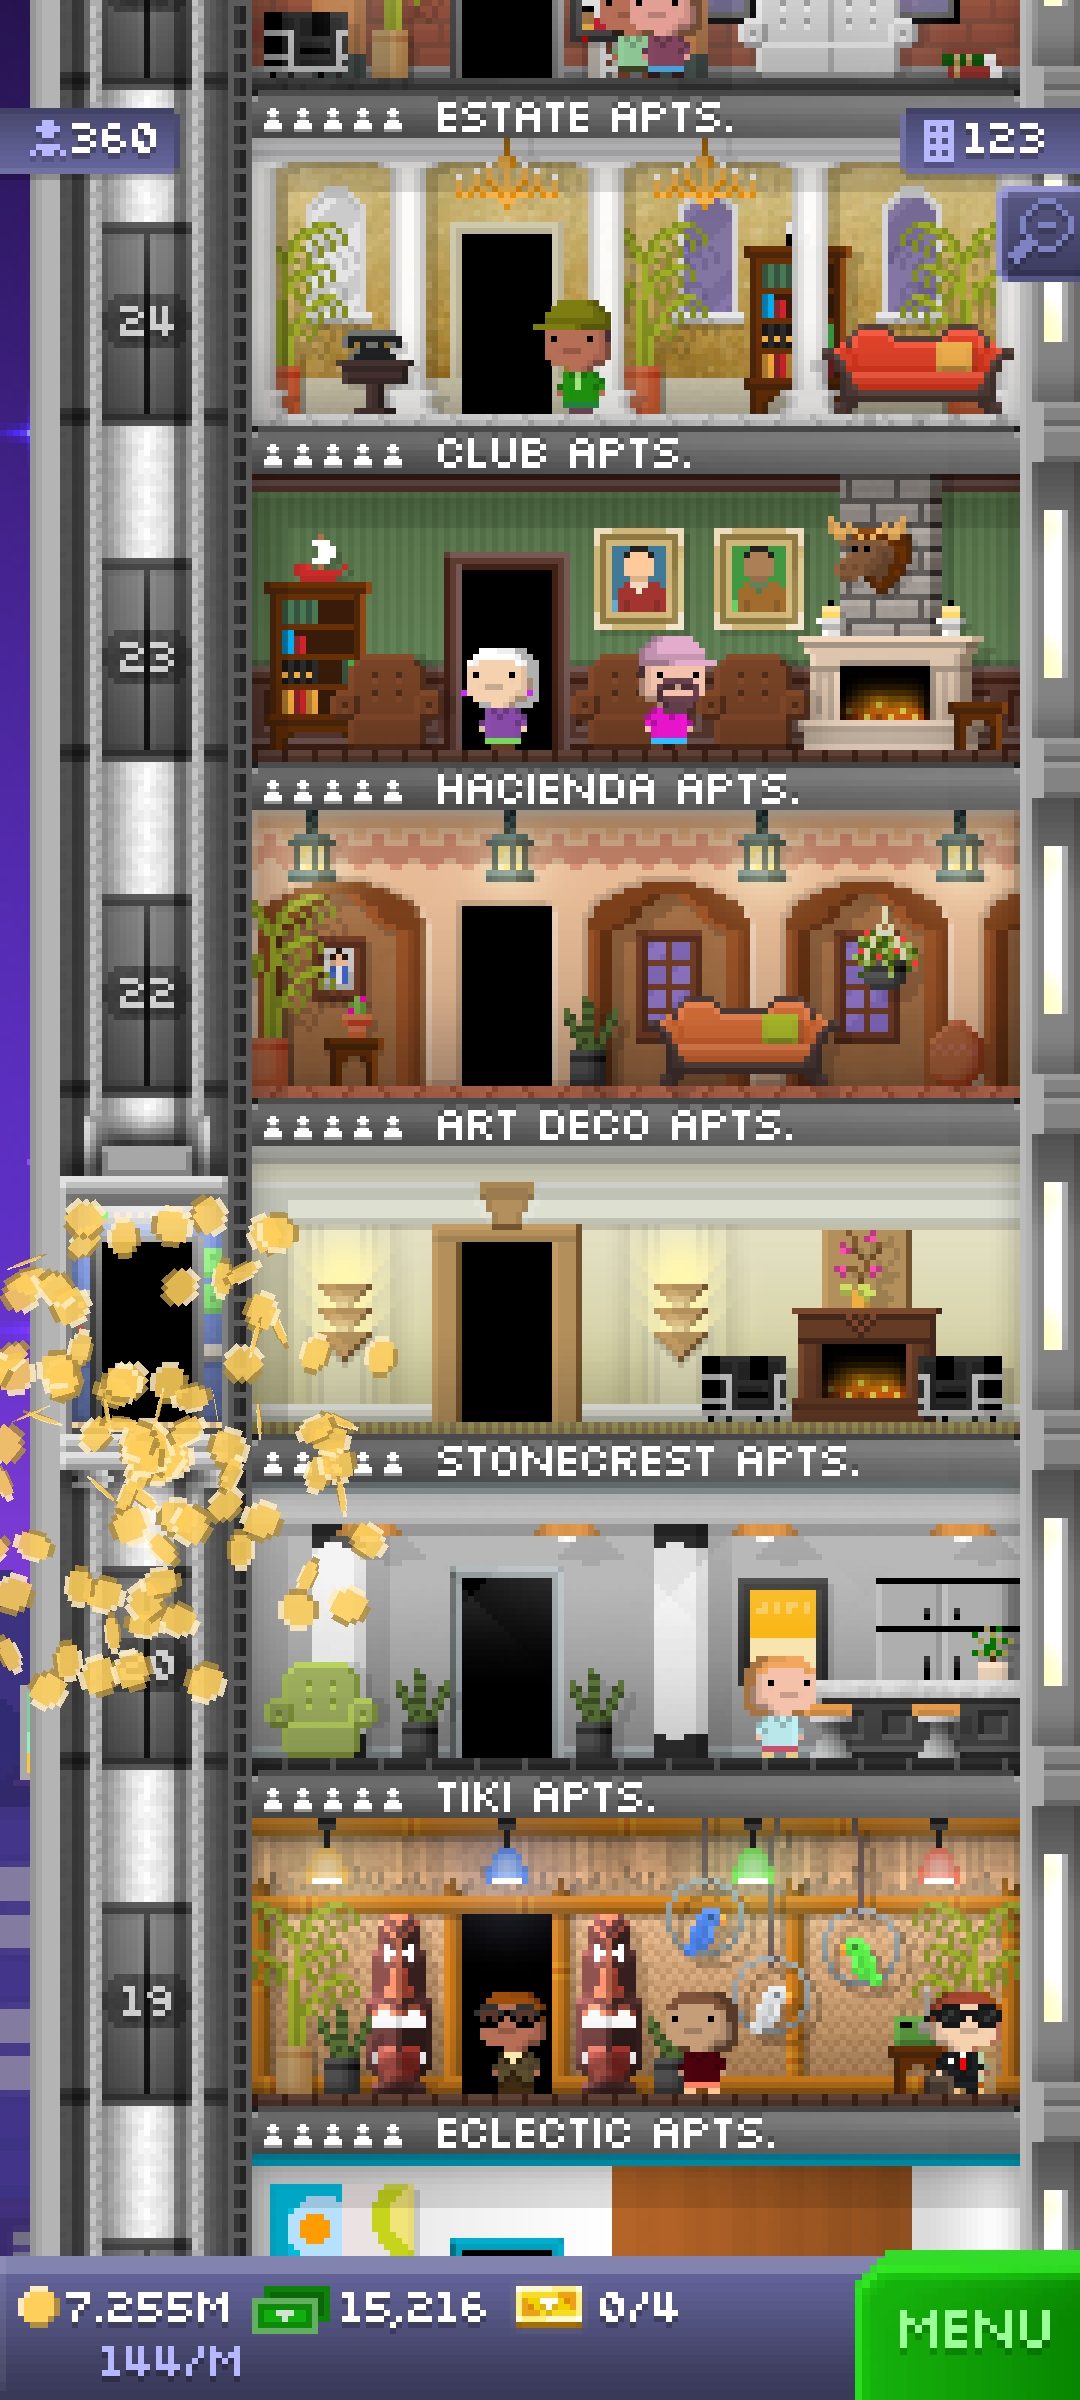 ESTATE APTS.
360
123
24
CLUB APTS.
23
HACIENDA APTS.
22
ART DECO APTS.
STONECREST APTS.
TIKI APTS.
19
ECLECTIC APTS.
7.255M 15,216 0/4
144/M
MENU